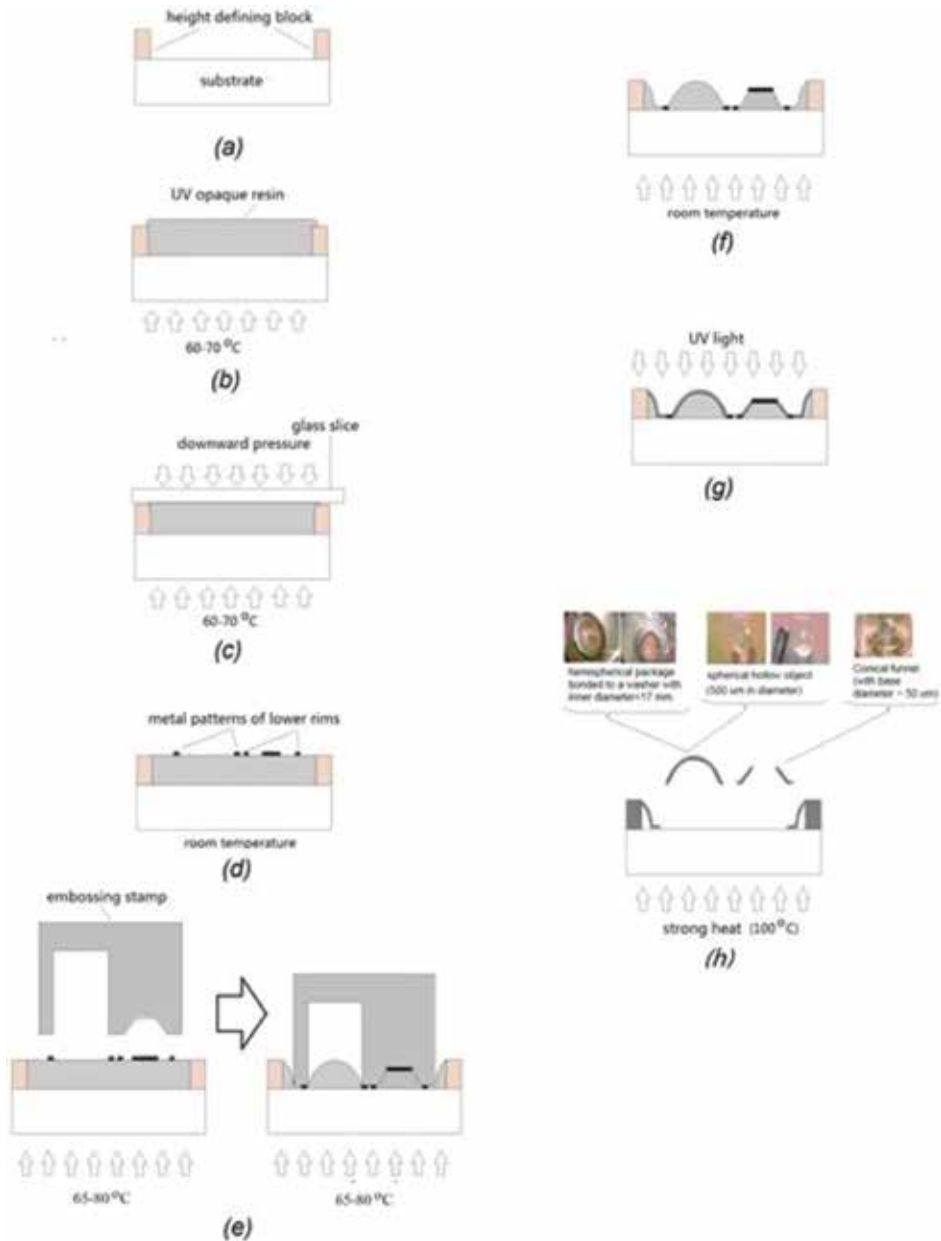 height defining block
substrate
(a)
UV opaque resin
60-70 °C
(b)
glass slice
downward pressure
60-70 °C
(c)
metal patterns of lower rims
room temperature
(d)
embossing stamp
65-80 °C
65-80 °C
(e)
room temperature
(f)
UV light
(g)
hemispherical package
bonded to a washer with
inner diameter=17 mm
spherical hollow object
(500 um in diameter)
Conical funnel
(with base
diameter ~ 50 um)
strong heat (100 °C)
(h)